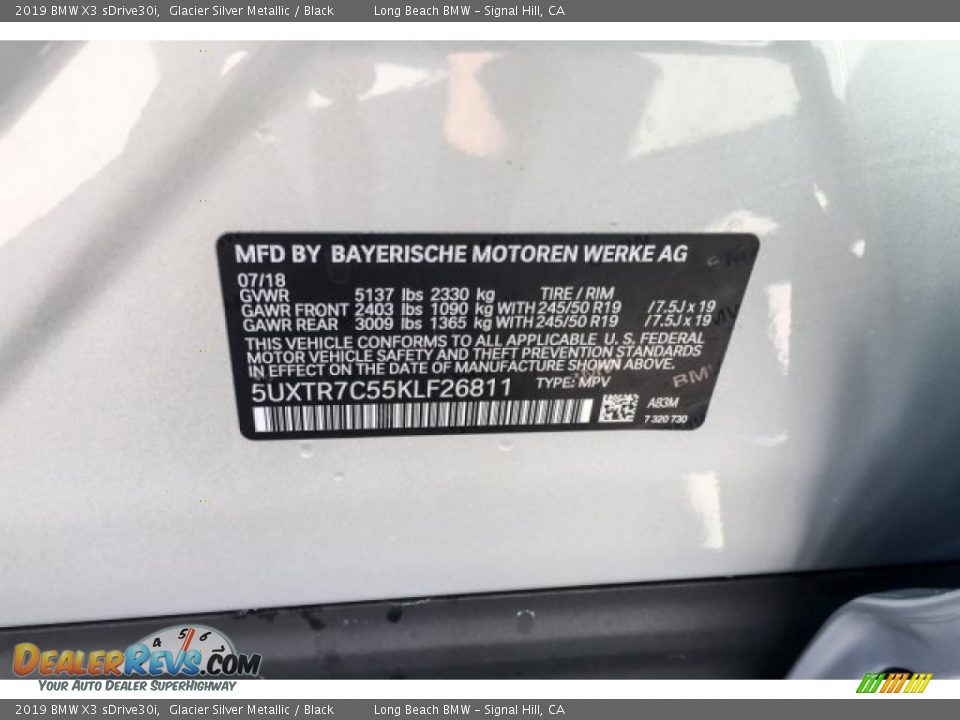 2019 BMW X3 sDrive30i, Glacier Silver Metallic / Black Long Beach BMW - Signal Hill, CA
MFD BY BAYERISCHE MOTOREN WERKE AG
07/18
GVWR 5137 lbs 2330 kg TIRE / RIM
GAWR FRONT 2403 lbs 1090 kg WITH 245/50 R19 / 7.5J x 19
GAWR REAR 3009 lbs 1365 kg WITH 245/50 R19 / 7.5J x 19
THIS VEHICLE CONFORMS TO ALL APPLICABLE U. S. FEDERAL
MOTOR VEHICLE SAFETY AND THEFT PREVENTION STANDARDS
IN EFFECT ON THE DATE OF MANUFACTURE SHOWN ABOVE.
5UXTR7C55KLF26811 TYPE: MPV
BMW
A83M
7 320 730
4 5 6
DEALERREVS.COM
YOUR AUTO DEALER SUPERHIGHWAY
2019 BMW X3 sDrive30i, Glacier Silver Metallic / Black Long Beach BMW - Signal Hill, CA